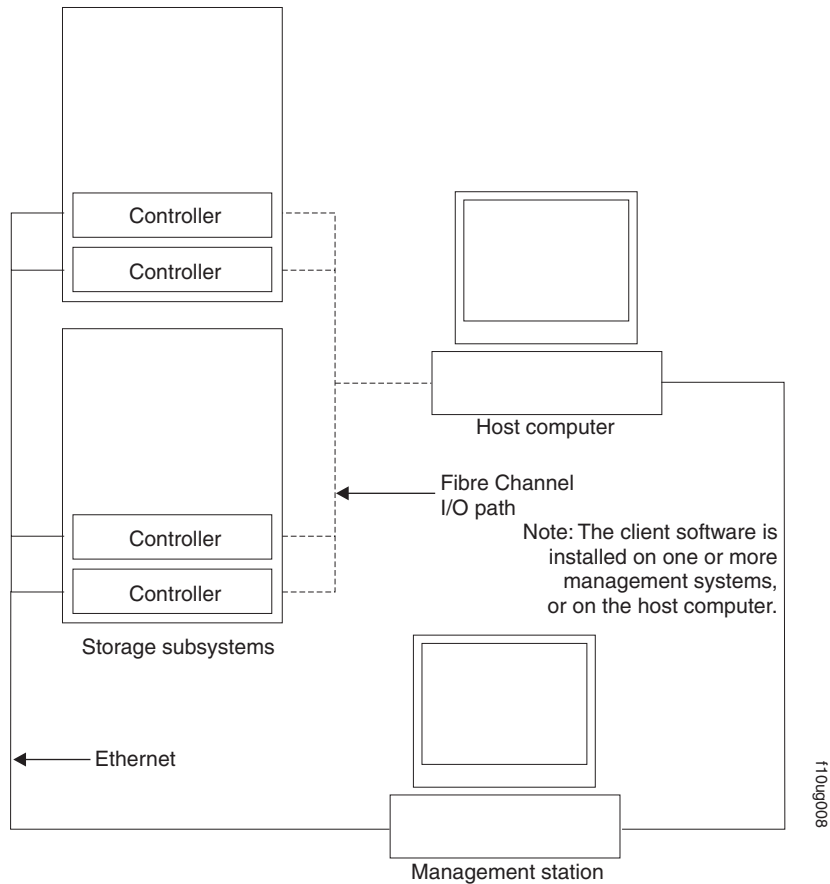 Controller
Controller
Host computer
Fibre Channel
I/O path
Note: The client software is
installed on one or more
management systems,
or on the host computer.
Controller
Controller
Storage subsystems
Ethernet
Management station
f10ug008